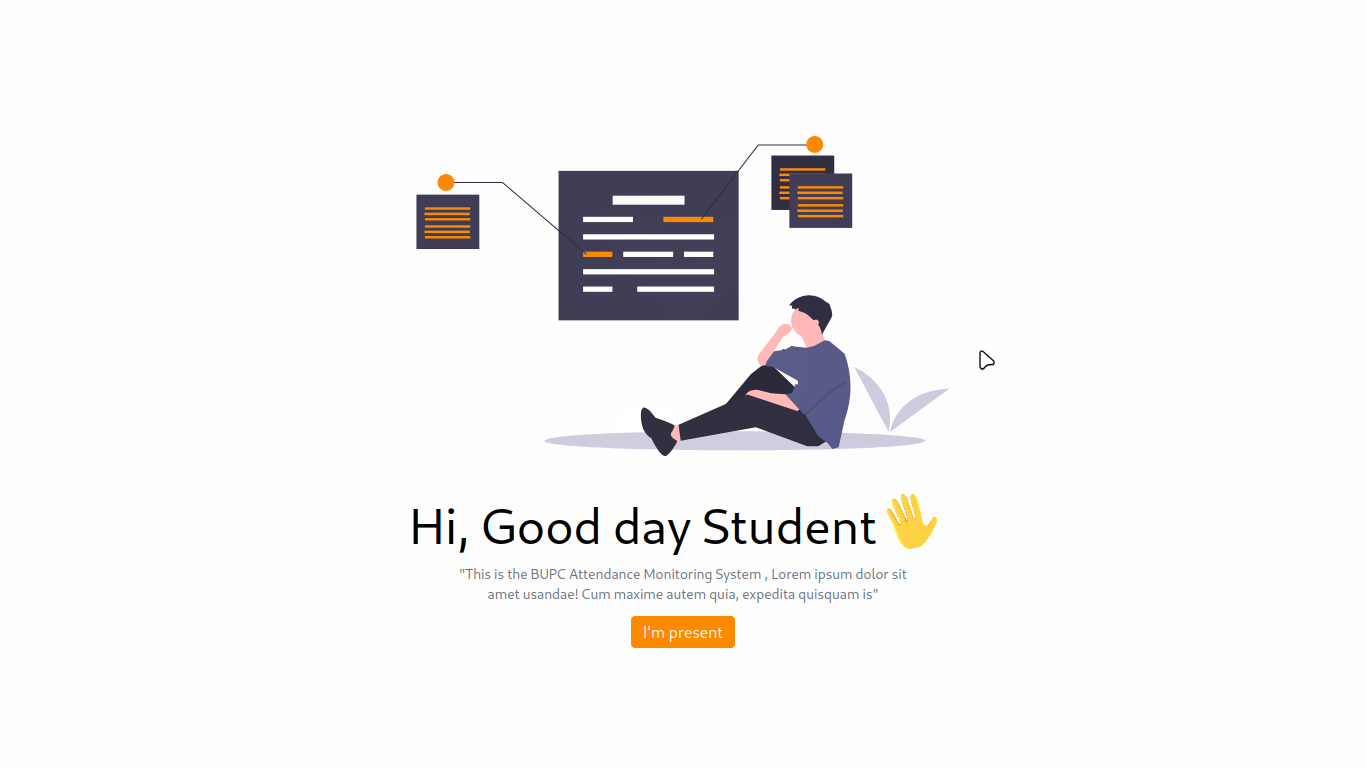 Hi, Good day Student 👋
"This is the BUPC Attendance Monitoring System , Lorem ipsum dolor sit
amet usandae! Cum maxime autem quia, expedita quisquam is"
I'm present